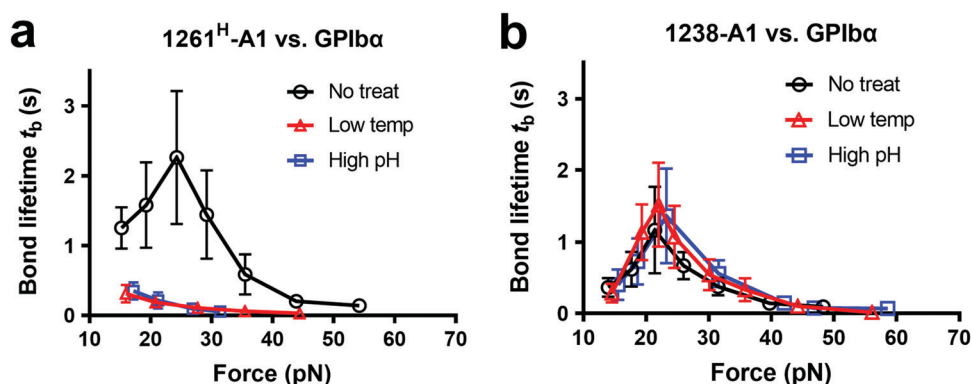 a
1261ᴴ-A1 vs. GPIbα
Bond lifetime t_b (s)
3
2
1
0
No treat
Low temp
High pH
10 20 30 40 50 60 70
Force (pN)
b
1238-A1 vs. GPIbα
Bond lifetime t_b (s)
3
2
1
0
No treat
Low temp
High pH
10 20 30 40 50 60 70
Force (pN)